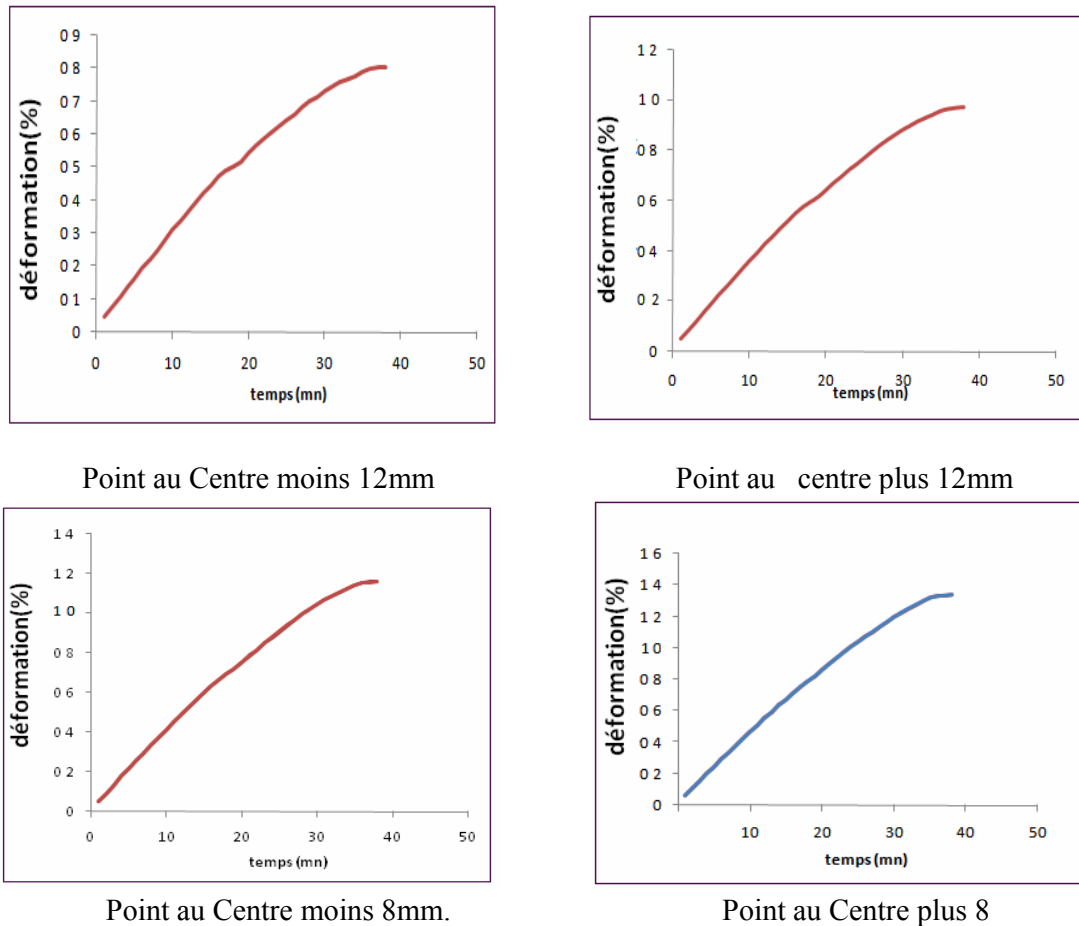 déformation(%)
0 9
0 8
0 7
0 6
0 5
0 4
0 3
0 2
0 1
0
0 10 20 30 40 50
temps(mn)
Point au Centre moins 12mm
déformation(%)
1 2
1 0
0 8
0 6
0 4
0 2
0
0 10 20 30 40 50
temps(mn)
Point au centre plus 12mm
déformation(%)
1 4
1 2
1 0
0 8
0 6
0 4
0 2
0
0 10 20 30 40 50
temps(mn)
Point au Centre moins 8mm.
déformation(%)
1 6
1 4
1 2
1 0
0 8
0 6
0 4
0 2
0
10 20 30 40 50
temps(mn)
Point au Centre plus 8